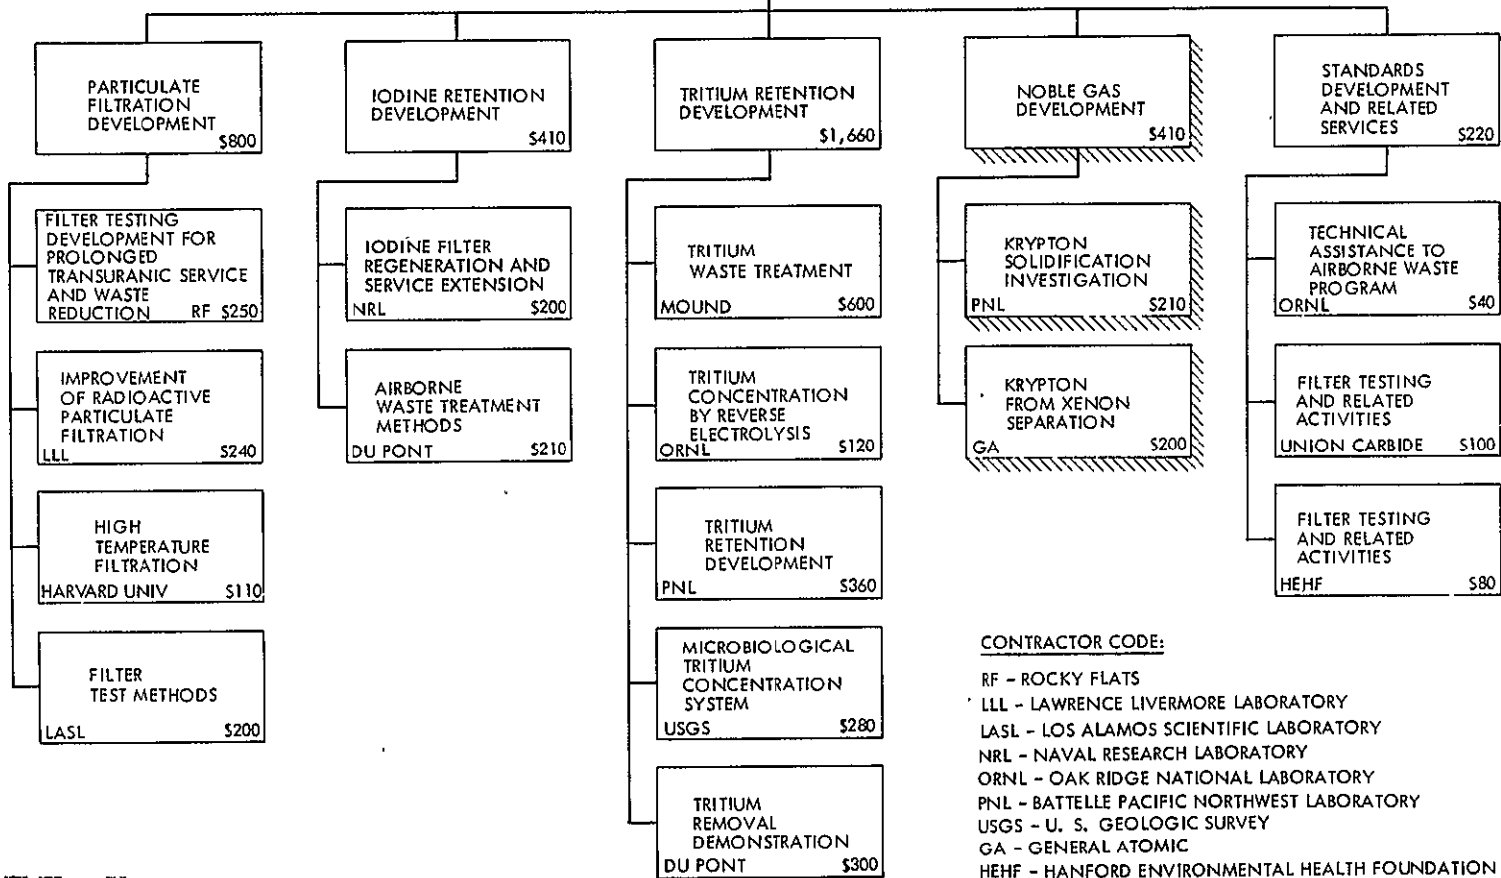 PARTICULATE
FILTRATION
DEVELOPMENT
$800
FILTER TESTING
DEVELOPMENT FOR
PROLONGED
TRANSURANIC SERVICE
AND WASTE
REDUCTION RF $250
IMPROVEMENT
OF RADIOACTIVE
PARTICULATE
FILTRATION
LLL $240
HIGH
TEMPERATURE
FILTRATION
HARVARD UNIV $110
FILTER
TEST METHODS
LASL $200
IODINE RETENTION
DEVELOPMENT
$410
IODINE FILTER
REGENERATION AND
SERVICE EXTENSION
NRL $200
AIRBORNE
WASTE TREATMENT
METHODS
DU PONT $210
TRITIUM RETENTION
DEVELOPMENT
$1,660
TRITIUM
WASTE TREATMENT
MOUND $600
TRITIUM
CONCENTRATION
BY REVERSE
ELECTROLYSIS
ORNL $120
TRITIUM
RETENTION
DEVELOPMENT
PNL $360
MICROBIOLOGICAL
TRITIUM
CONCENTRATION
SYSTEM
USGS $280
TRITIUM
REMOVAL
DEMONSTRATION
DU PONT $300
NOBLE GAS
DEVELOPMENT
$410
KRYPTON
SOLIDIFICATION
INVESTIGATION
PNL $210
KRYPTON
FROM XENON
SEPARATION
GA $200
STANDARDS
DEVELOPMENT
AND RELATED
SERVICES $220
TECHNICAL
ASSISTANCE TO
AIRBORNE WASTE
PROGRAM
ORNL $40
FILTER TESTING
AND RELATED
ACTIVITIES
UNION CARBIDE $100
FILTER TESTING
AND RELATED
ACTIVITIES
HEHF $80
CONTRACTOR CODE:
RF - ROCKY FLATS
LLL - LAWRENCE LIVERMORE LABORATORY
LASL - LOS ALAMOS SCIENTIFIC LABORATORY
NRL - NAVAL RESEARCH LABORATORY
ORNL - OAK RIDGE NATIONAL LABORATORY
PNL - BATTELLE PACIFIC NORTHWEST LABORATORY
USGS - U. S. GEOLOGIC SURVEY
GA - GENERAL ATOMIC
HEHF - HANFORD ENVIRONMENTAL HEALTH FOUNDATION